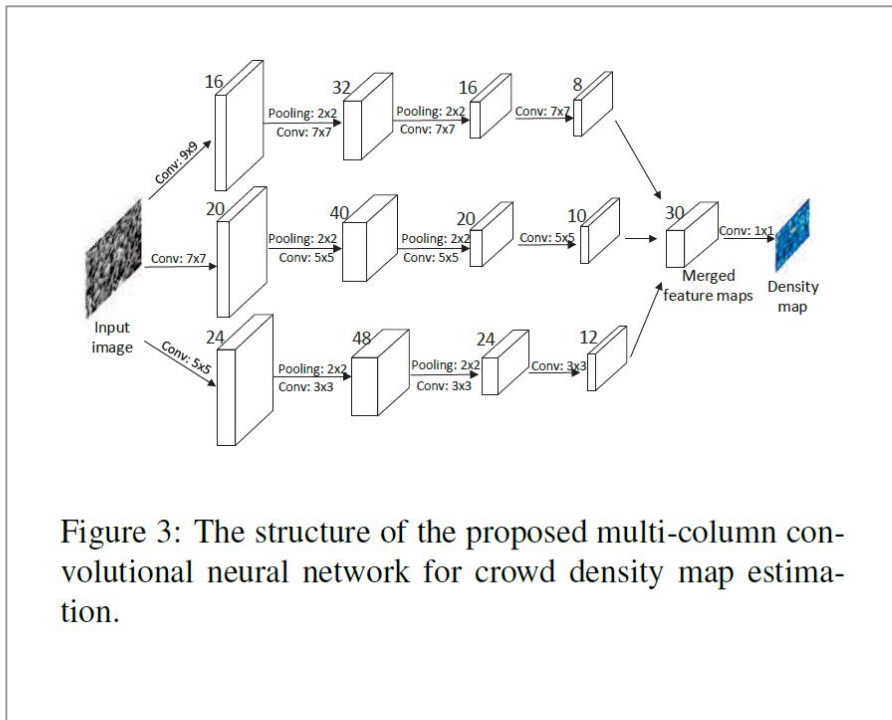 16
Pooling: 2x2
Conv: 7x7
32
Pooling: 2x2
Conv: 7x7
16
Conv: 7x7
8
Conv: 9x9
20
Pooling: 2x2
Conv: 5x5
40
Pooling: 2x2
Conv: 5x5
20
Conv: 5x5
10
30
Conv: 1x1
Conv: 7x7
Merged
feature maps
Density
map
Input
image
Conv: 5x5
24
Pooling: 2x2
Conv: 3x3
48
Pooling: 2x2
Conv: 3x3
24
Conv: 3x3
12
Figure 3: The structure of the proposed multi-column con-
volutional neural network for crowd density map estima-
tion.